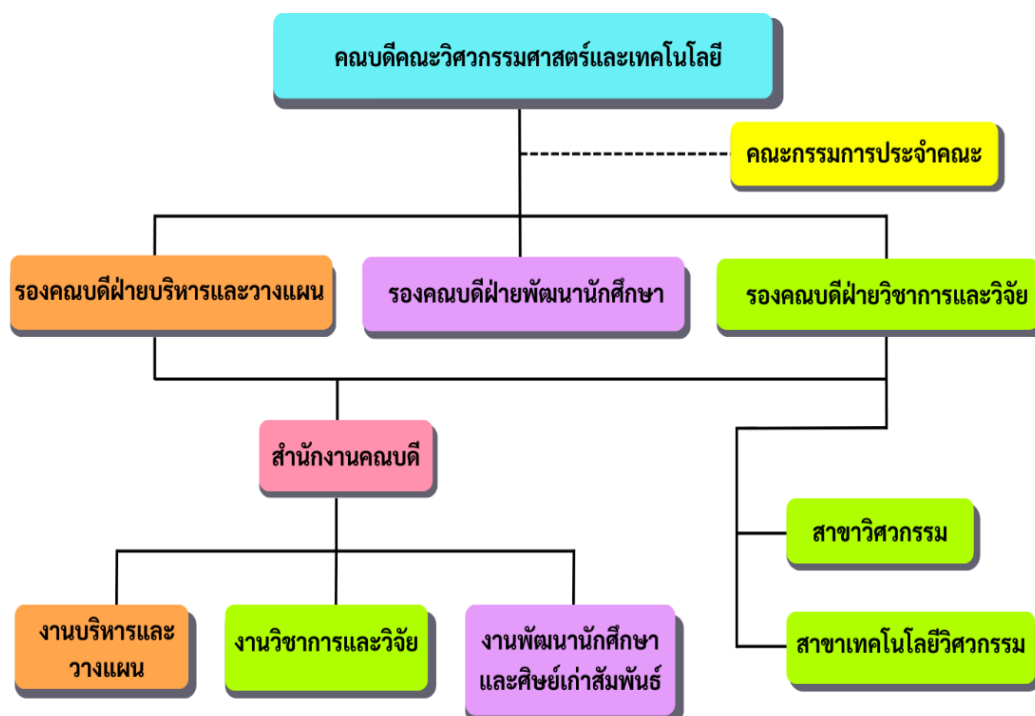 คณบดีคณะวิศวกรรมศาสตร์และเทคโนโลยี
คณะกรรมการประจำคณะ
รองคณบดีฝ่ายบริหารและวางแผน
รองคณบดีฝ่ายพัฒนานักศึกษา
รองคณบดีฝ่ายวิชาการและวิจัย
สำนักงานคณบดี
สาขาวิศวกรรม
สาขาเทคโนโลยีวิศวกรรม
งานบริหารและ
วางแผน
งานวิชาการและวิจัย
งานพัฒนานักศึกษา
และศิษย์เก่าสัมพันธ์